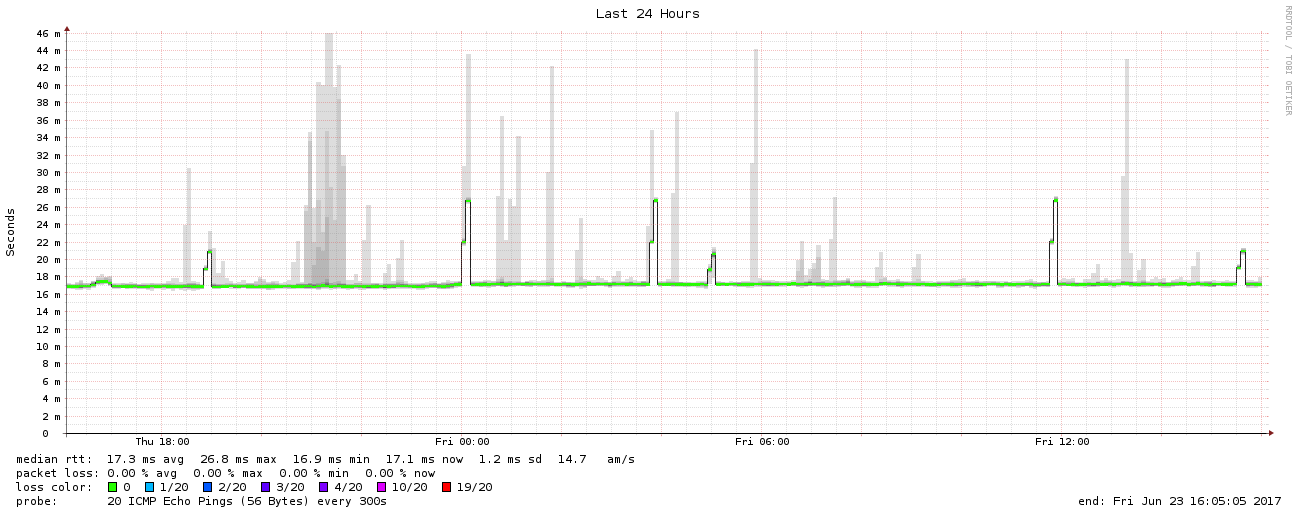 Last 24 Hours
RRDTOOL / TOBI OETIKER
Seconds
46 m
44 m
42 m
40 m
38 m
36 m
34 m
32 m
30 m
28 m
26 m
24 m
22 m
20 m
18 m
16 m
14 m
12 m
10 m
8 m
6 m
4 m
2 m
0
Thu 18:00 Fri 00:00 Fri 06:00 Fri 12:00
median rtt: 17.3 ms avg 26.8 ms max 16.9 ms min 17.1 ms now 1.2 ms sd 14.7 am/s
packet loss: 0.00 % avg 0.00 % max 0.00 % min 0.00 % now
loss color: 0 1/20 2/20 3/20 4/20 10/20 19/20
probe: 20 ICMP Echo Pings (56 Bytes) every 300s end: Fri Jun 23 16:05:05 2017